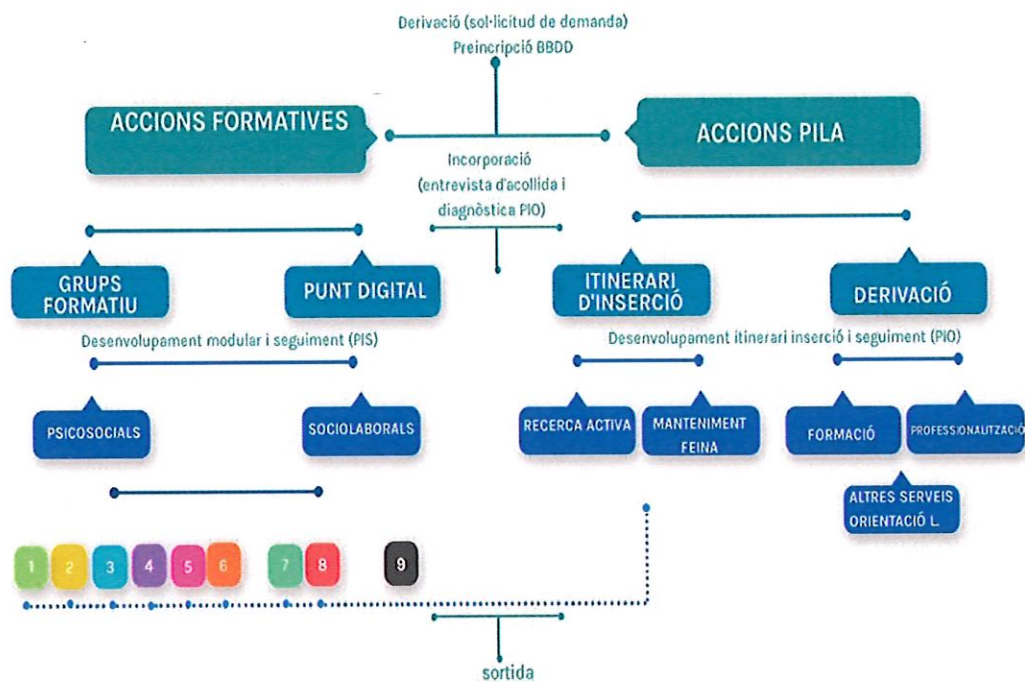 Derivació (sol·licitud de demanda)
Preincripció BBDD
ACCIONS FORMATIVES
ACCIONS PILA
Incorporació
(entrevista d'acollida i
diagnòstica PIO)
GRUPS
FORMATIU
PUNT DIGITAL
ITINERARI
D'INSERCIÓ
DERIVACIÓ
Desenvolupament modular i seguiment (PIS)
Desenvolupament itinerari inserció i seguiment (PIO)
PSICOSOCIALS
SOCIOLABORALS
RECERCA ACTIVA
MANTENIMENT
FEINA
FORMACIÓ
PROFESSIONALITZACIÓ
ALTRES SERVEIS
ORIENTACIÓ L.
1 2 3 4 5 6 7 8 9
sortida